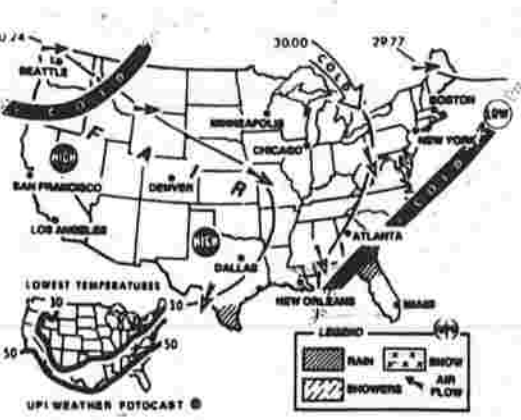 30.00
29.77
COLD
SEATTLE
COLD
BOSTON
LOW
MINNEAPOLIS
NEW YORK
CHICAGO
FAIR
HIGH
COLD
SAN FRANCISCO
DENVER
LOS ANGELES
HIGH
ATLANTA
DALLAS
LOWEST TEMPERATURES
NEW ORLEANS
MIAMI
30
30
LEGEND
50
50
RAIN
SNOW
SHOWERS
AIR
FLOW
UPI WEATHER FOTOCAST